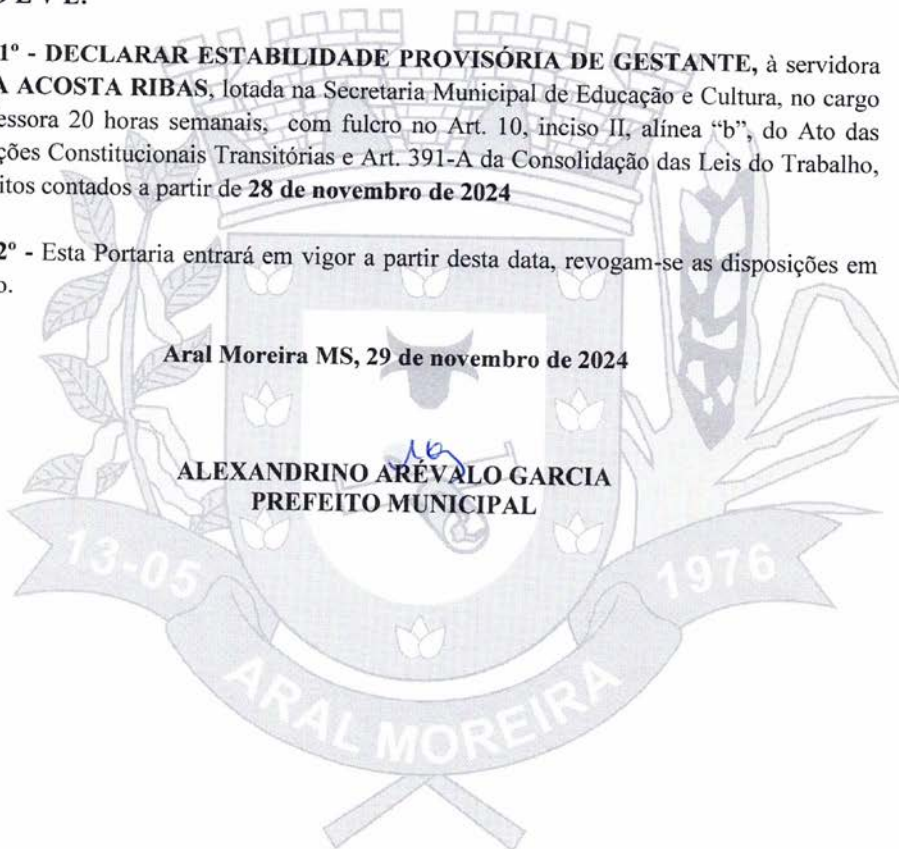 1º - DECLARAR ESTABILIDADE PROVISÓRIA DE GESTANTE, à servidora
A ACOSTA RIBAS, lotada na Secretaria Municipal de Educação e Cultura, no cargo
essora 20 horas semanais, com fulcro no Art. 10, inciso II, alínea “b”, do Ato das
ções Constitucionais Transitórias e Art. 391-A da Consolidação das Leis do Trabalho,
itos contados a partir de 28 de novembro de 2024
2º - Esta Portaria entrará em vigor a partir desta data, revogam-se as disposições em
o.
Aral Moreira MS, 29 de novembro de 2024
ALEXANDRINO ARÉVALO GARCIA
PREFEITO MUNICIPAL
13-05
1976
ARAL MOREIRA